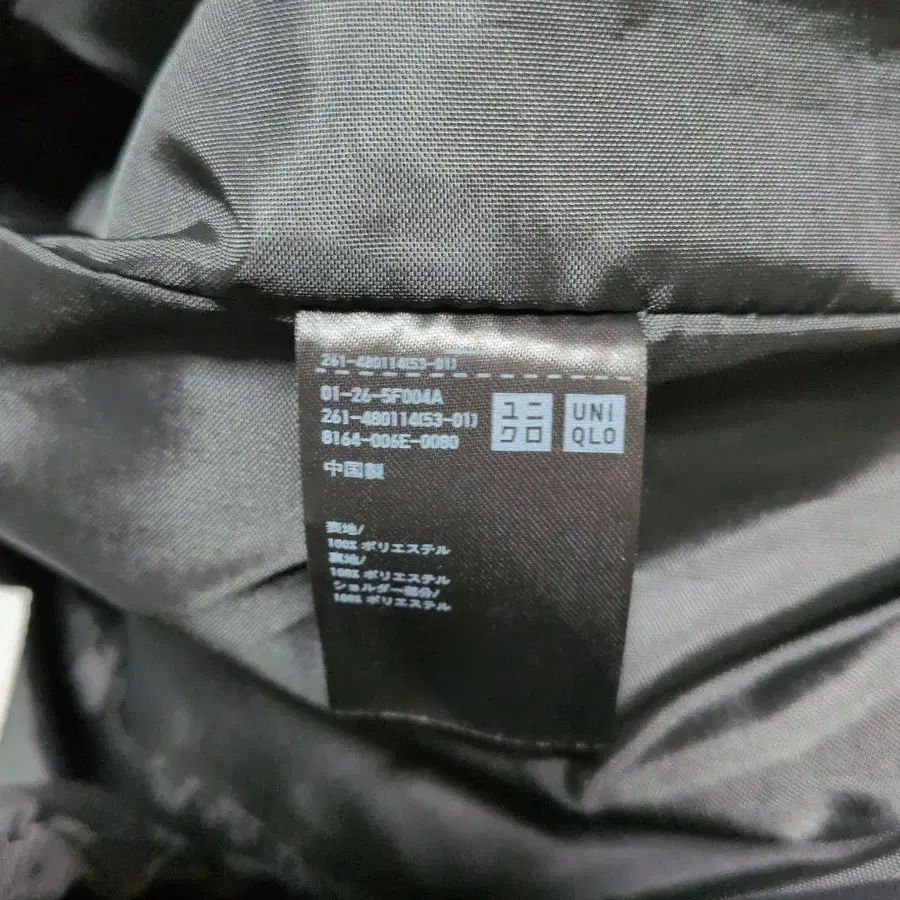 261-480114(53-01)
01-26-5F004A
261-480114(53-01)
8164-006E-0080
ユニ
クロ
UNI
QLO
中国製
表地/
100% ポリエステル
裏地/
100% ポリエステル
ショルダー部分/
100% ポリエステル